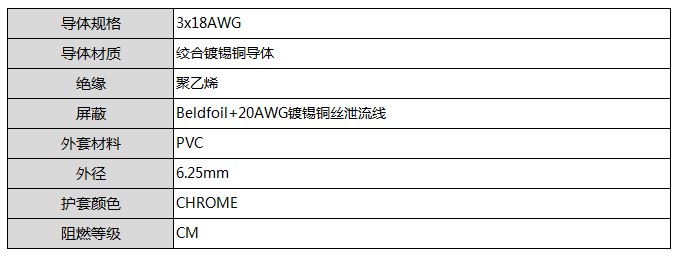 导体规格 3x18AWG
导体材质 绞合镀锡铜导体
绝缘 聚乙烯
屏蔽 Beldfoil+20AWG镀锡铜丝泄流线
外套材料 PVC
外径 6.25mm
护套颜色 CHROME
阻燃等级 CM